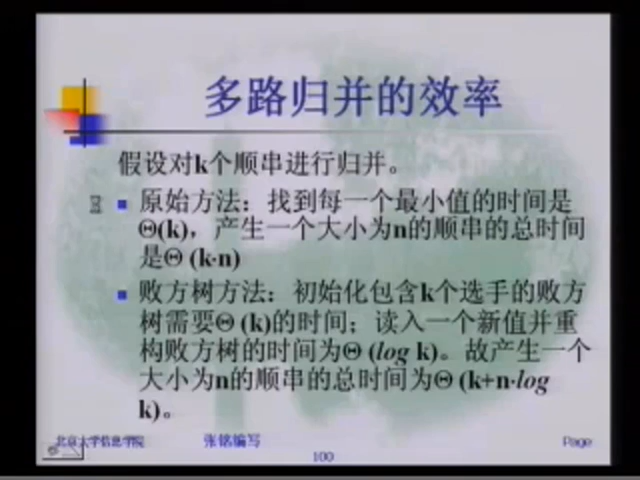 多路归并的效率
假设对k个顺串进行归并。
原始方法：找到每一个最小值的时间是
Θ(k)，产生一个大小为n的顺串的总时间
是Θ (k·n)
败方树方法：初始化包含k个选手的败方
树需要Θ (k)的时间；读入一个新值并重
构败方树的时间为Θ (log k)。故产生一个
大小为n的顺串的总时间为Θ (k+n·log
k)。
北京大学信息学院
张铭编写
Page
100